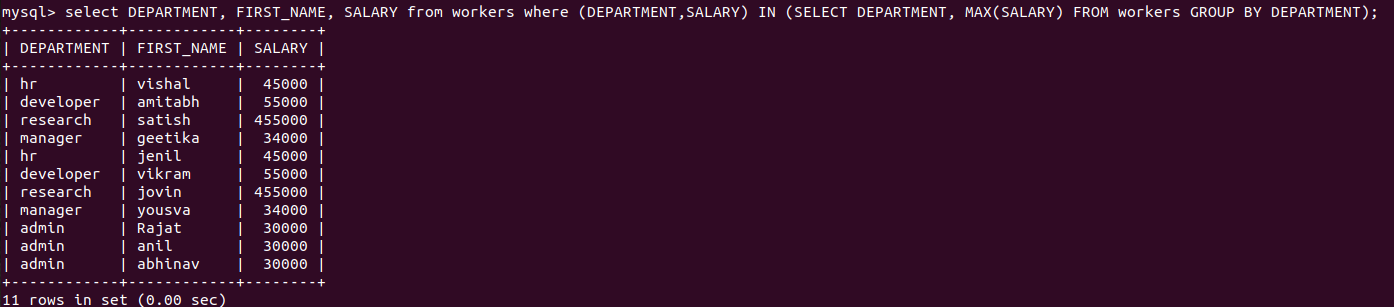 mysql> select DEPARTMENT, FIRST_NAME, SALARY from workers where (DEPARTMENT,SALARY) IN (SELECT DEPARTMENT, MAX(SALARY) FROM workers GROUP BY DEPARTMENT);
+------------+------------+--------+
| DEPARTMENT | FIRST_NAME | SALARY |
+------------+------------+--------+
| hr         | vishal     |  45000 |
| developer  | amitabh    |  55000 |
| research   | satish     | 455000 |
| manager    | geetika    |  34000 |
| hr         | jenil      |  45000 |
| developer  | vikram     |  55000 |
| research   | jovin      | 455000 |
| manager    | yousva     |  34000 |
| admin      | Rajat      |  30000 |
| admin      | anil       |  30000 |
| admin      | abhinav    |  30000 |
+------------+------------+--------+
11 rows in set (0.00 sec)